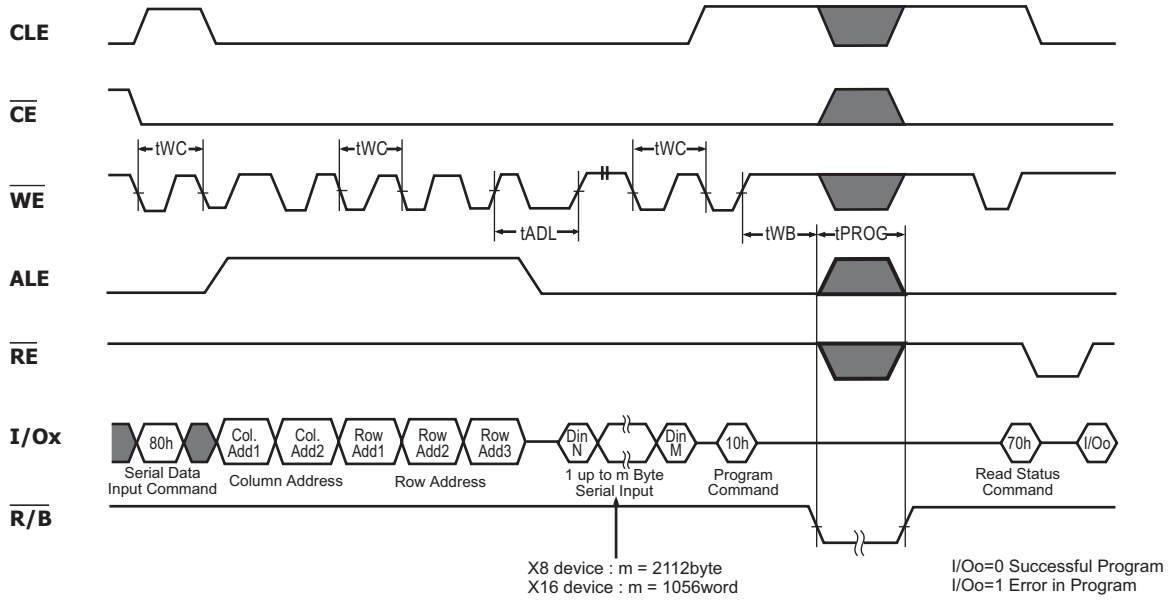 CLE
CE
tWC
tWC
tWC
WE
tADL
tWB
tPROG
ALE
RE
I/Ox
80h
Col. Add1
Col. Add2
Row Add1
Row Add2
Row Add3
Din N
Din M
10h
70h
I/Oo
Serial Data
Input Command
Column Address
Row Address
1 up to m Byte
Serial Input
Program
Command
Read Status
Command
R/B
X8 device : m = 2112byte
X16 device : m = 1056word
I/Oo=0 Successful Program
I/Oo=1 Error in Program